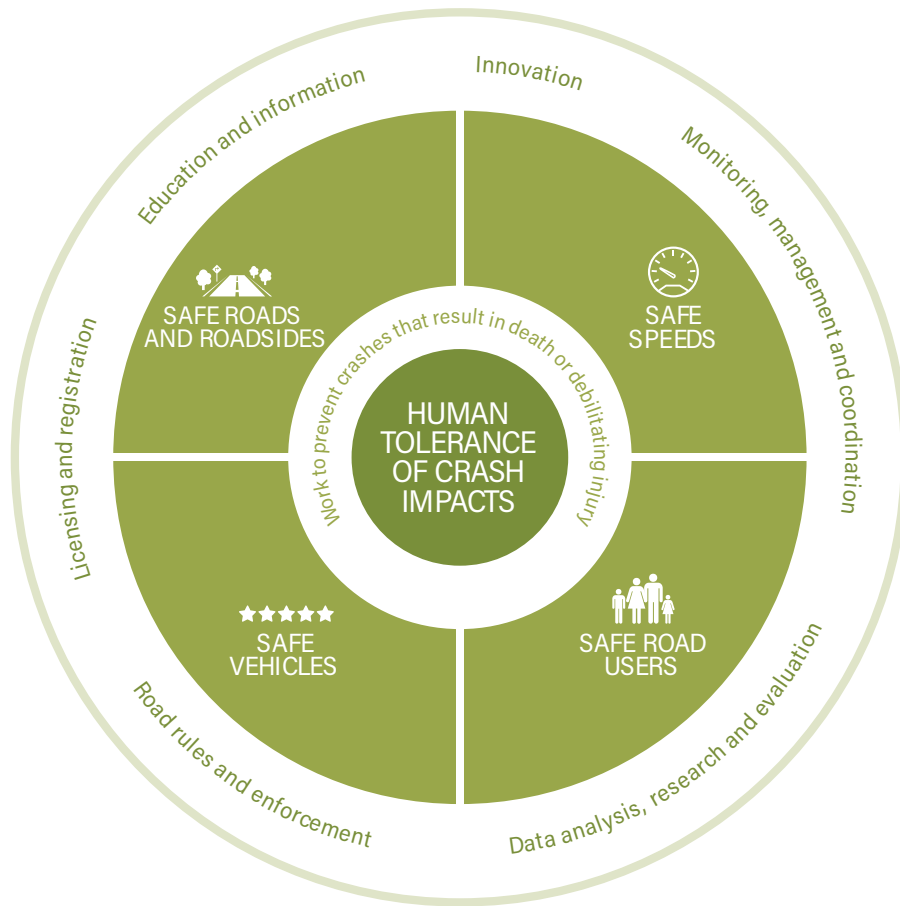 Education and information
Innovation
Monitoring, management and coordination
Licensing and registration
SAFE ROADS
AND ROADSIDES
SAFE
SPEEDS
Work to prevent crashes that result in death or debilitating injury
HUMAN
TOLERANCE
OF CRASH
IMPACTS
SAFE
VEHICLES
SAFE ROAD
USERS
Road rules and enforcement
Data analysis, research and evaluation